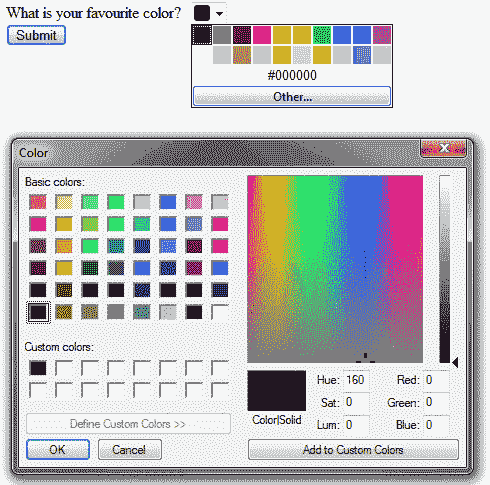 What is your favourite color?
Submit
#000000
Other...
Color
Basic colors:
Custom colors:
Define Custom Colors >>
OK
Cancel
Color|Solid
Hue: 160
Sat: 0
Lum: 0
Red: 0
Green: 0
Blue: 0
Add to Custom Colors